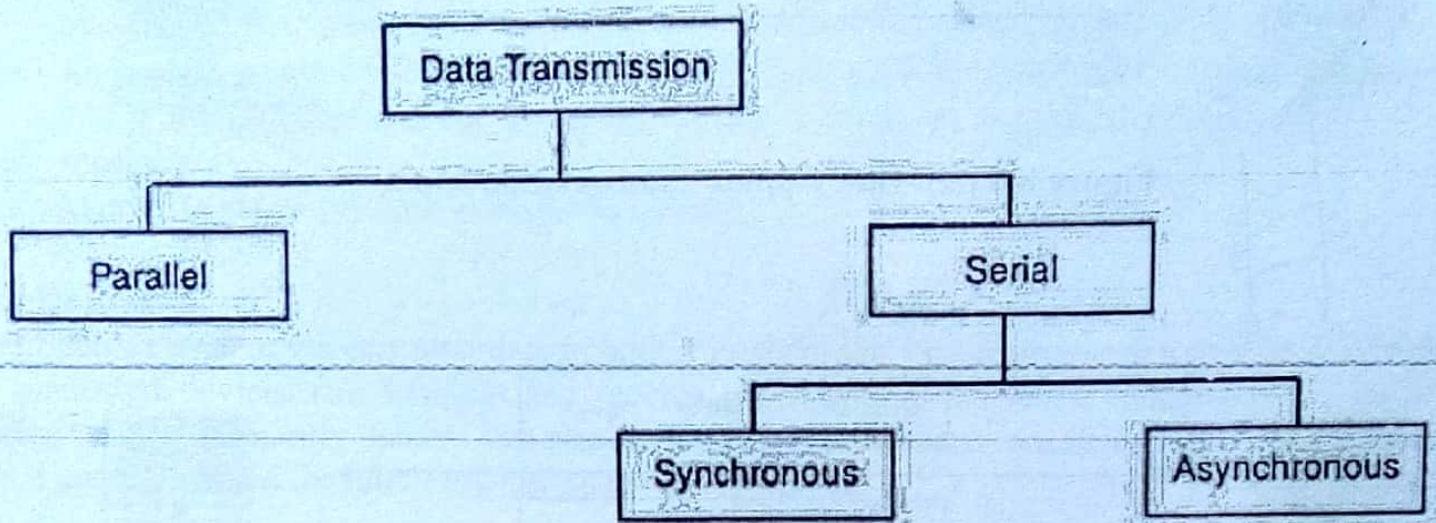 Data Transmission
Parallel
Serial
Synchronous
Asynchronous